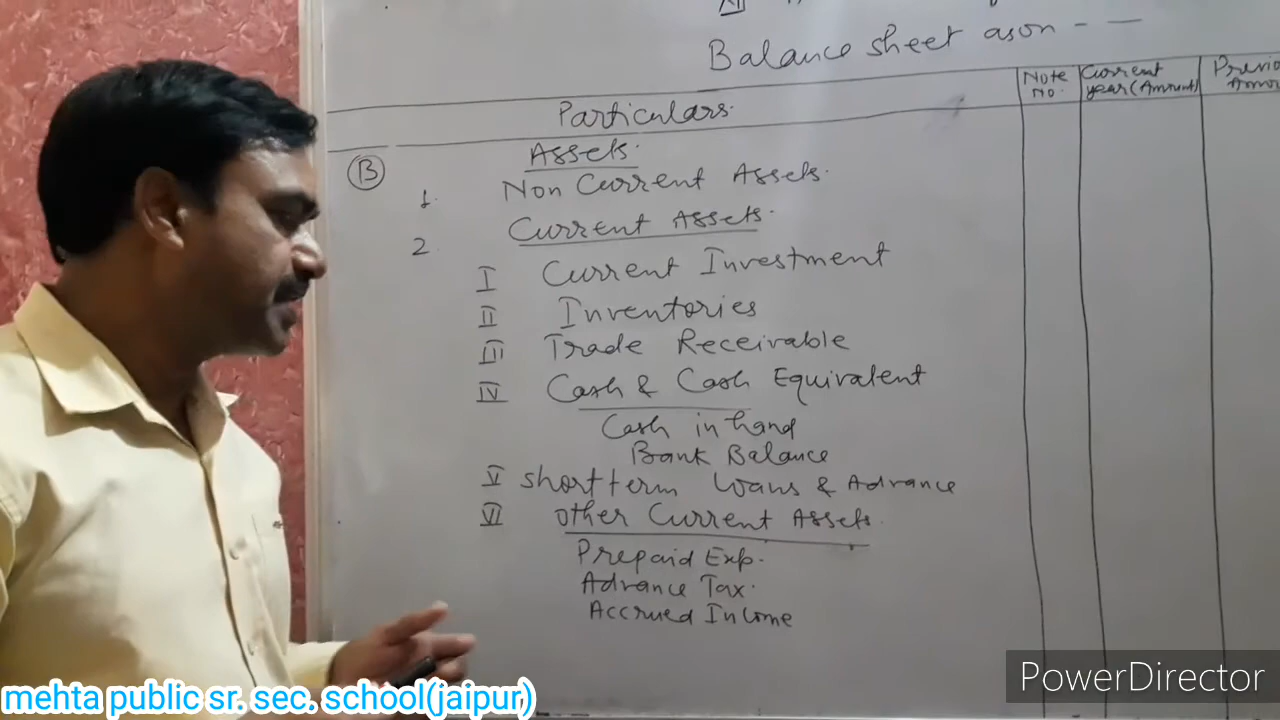 Balance sheet as on - -
Particulars.
Note No.
Current year (Amount)
B
Assets.
1. Non Current Assets.
2. Current Assets.
I Current Investment
II Inventories
III Trade Receivable
IV Cash & Cash Equivalent
Cash in hand
Bank Balance
V Short term Loans & Advance
VI Other Current Assets.
Prepaid Exp.
Advance Tax.
Accrued Income
PowerDirector
mehta public sr. sec. school(jaipur)